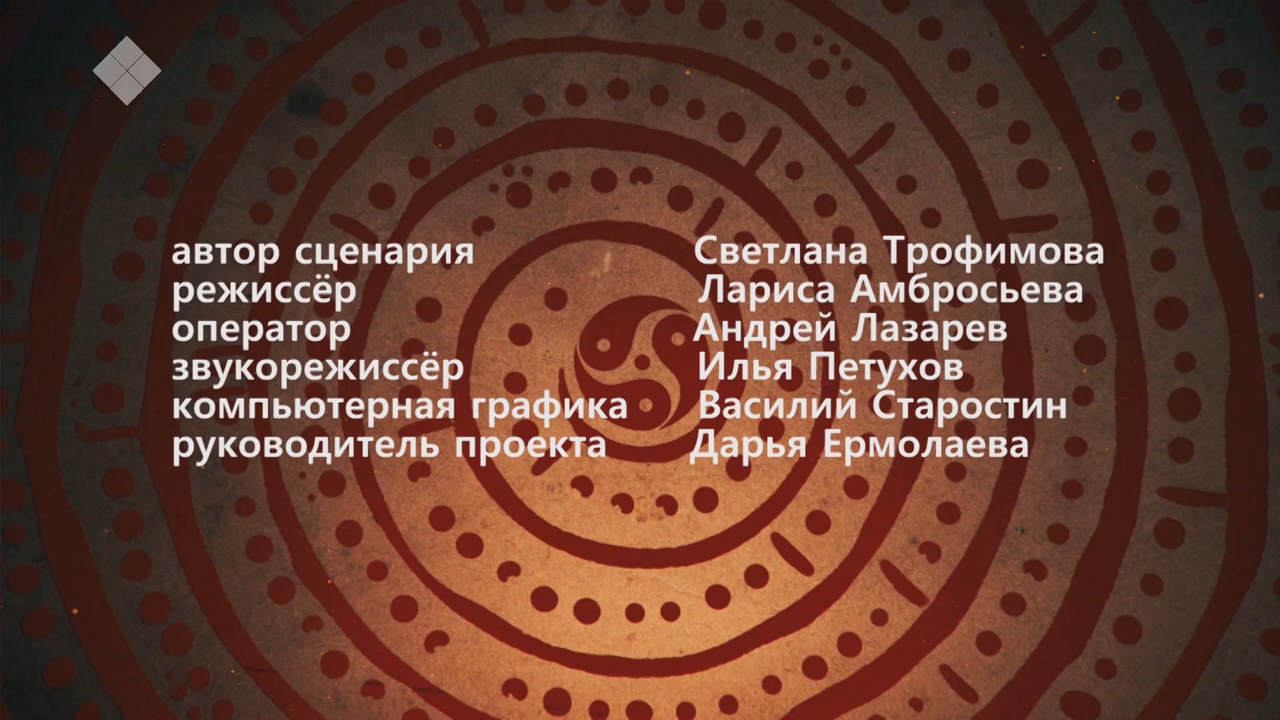 автор сценария Светлана Трофимова
режиссёр Лариса Амбросьева
оператор Андрей Лазарев
звукорежиссёр Илья Петухов
компьютерная графика Василий Старостин
руководитель проекта Дарья Ермолаева